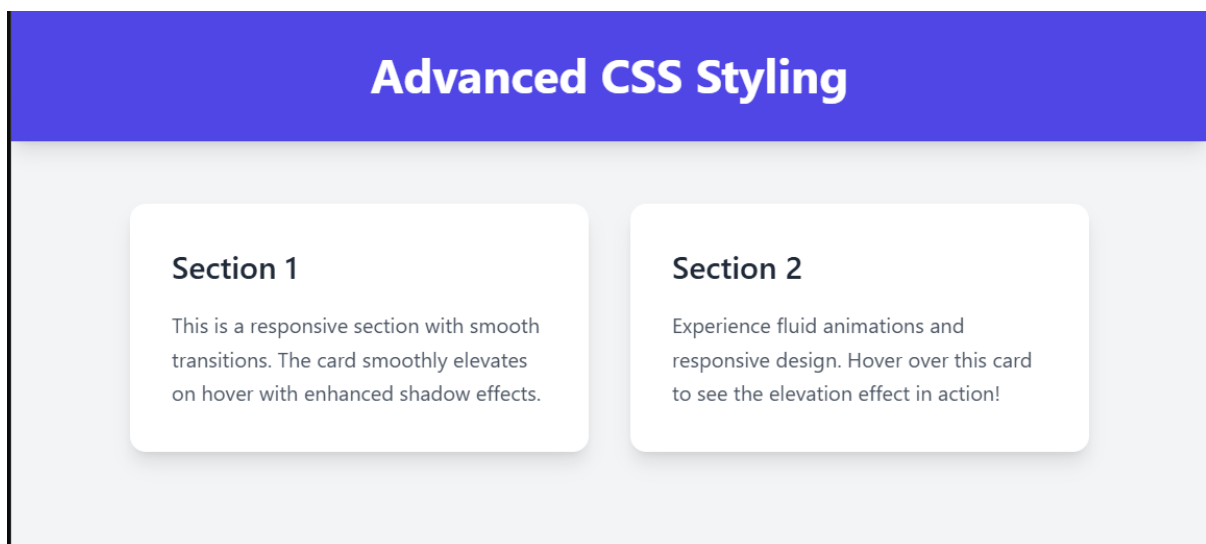 Advanced CSS Styling
Section 1
This is a responsive section with smooth
transitions. The card smoothly elevates
on hover with enhanced shadow effects.
Section 2
Experience fluid animations and
responsive design. Hover over this card
to see the elevation effect in action!